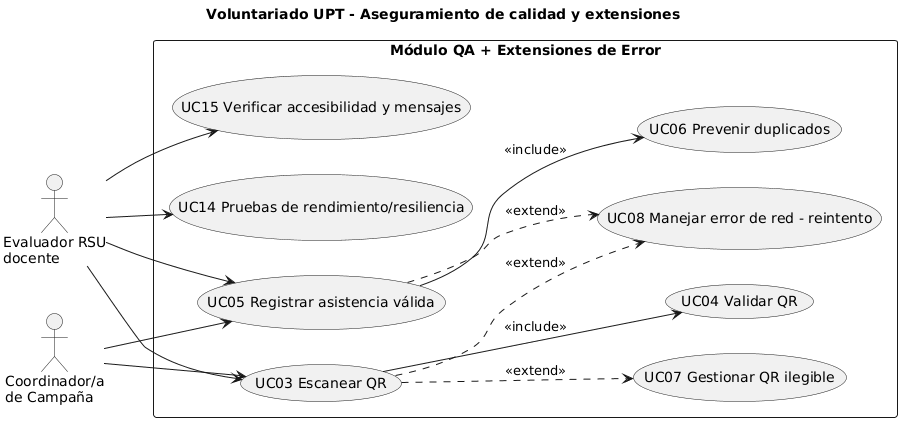 Voluntariado UPT - Aseguramiento de calidad y extensiones
Módulo QA + Extensiones de Error
UC15 Verificar accesibilidad y mensajes
UC06 Prevenir duplicados
«include»
UC14 Pruebas de rendimiento/resiliencia
«extend»
UC08 Manejar error de red - reintento
Evaluador RSU
docente
«extend»
UC05 Registrar asistencia válida
UC04 Validar QR
«include»
Coordinador/a
de Campaña
UC03 Escanear QR
«extend»
UC07 Gestionar QR ilegible